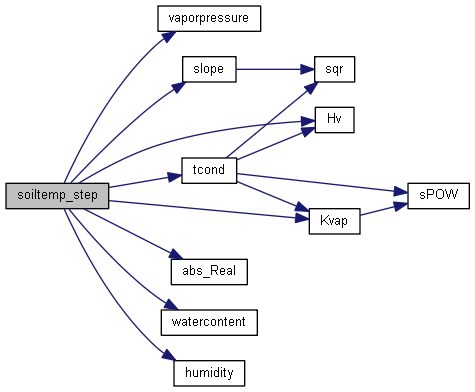 vaporpressure
slope
sqr
Hv
tcond
soiltemp_step
sPOW
Kvap
abs_Real
watercontent
humidity